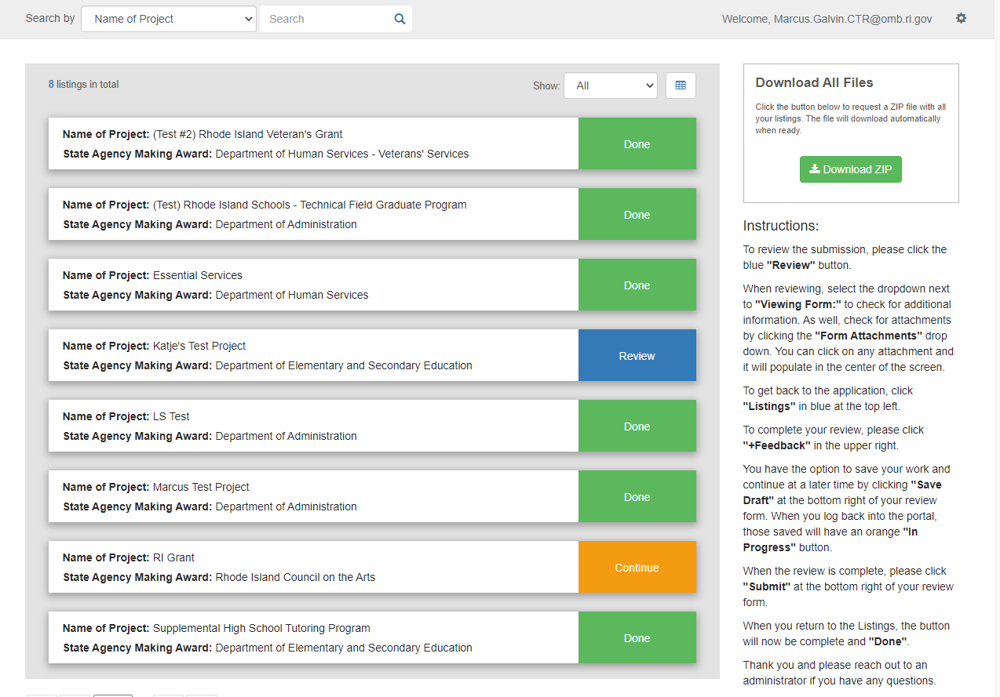 Search by Name of Project Search Welcome, Marcus.Galvin.CTR@omb.ri.gov
8 listings in total Show: All
Name of Project: (Test #2) Rhode Island Veteran's Grant
State Agency Making Award: Department of Human Services - Veterans' Services
Done
Name of Project: (Test) Rhode Island Schools - Technical Field Graduate Program
State Agency Making Award: Department of Administration
Done
Name of Project: Essential Services
State Agency Making Award: Department of Human Services
Done
Name of Project: Katje's Test Project
State Agency Making Award: Department of Elementary and Secondary Education
Review
Name of Project: LS Test
State Agency Making Award: Department of Administration
Done
Name of Project: Marcus Test Project
State Agency Making Award: Department of Administration
Done
Name of Project: RI Grant
State Agency Making Award: Rhode Island Council on the Arts
Continue
Name of Project: Supplemental High School Tutoring Program
State Agency Making Award: Department of Elementary and Secondary Education
Done
Download All Files
Click the button below to request a ZIP file with all
your listings. The file will download automatically
when ready.
Download ZIP
Instructions:
To review the submission, please click the
blue "Review" button.
When reviewing, select the dropdown next
to "Viewing Form:" to check for additional
information. As well, check for attachments
by clicking the "Form Attachments" drop
down. You can click on any attachment and
it will populate in the center of the screen.
To get back to the application, click
"Listings" in blue at the top left.
To complete your review, please click
"+Feedback" in the upper right.
You have the option to save your work and
continue at a later time by clicking "Save
Draft" at the bottom right of your review
form. When you log back into the portal,
those saved will have an orange "In
Progress" button.
When the review is complete, please click
"Submit" at the bottom right of your review
form.
When you return to the Listings, the button
will now be complete and "Done".
Thank you and please reach out to an
administrator if you have any questions.